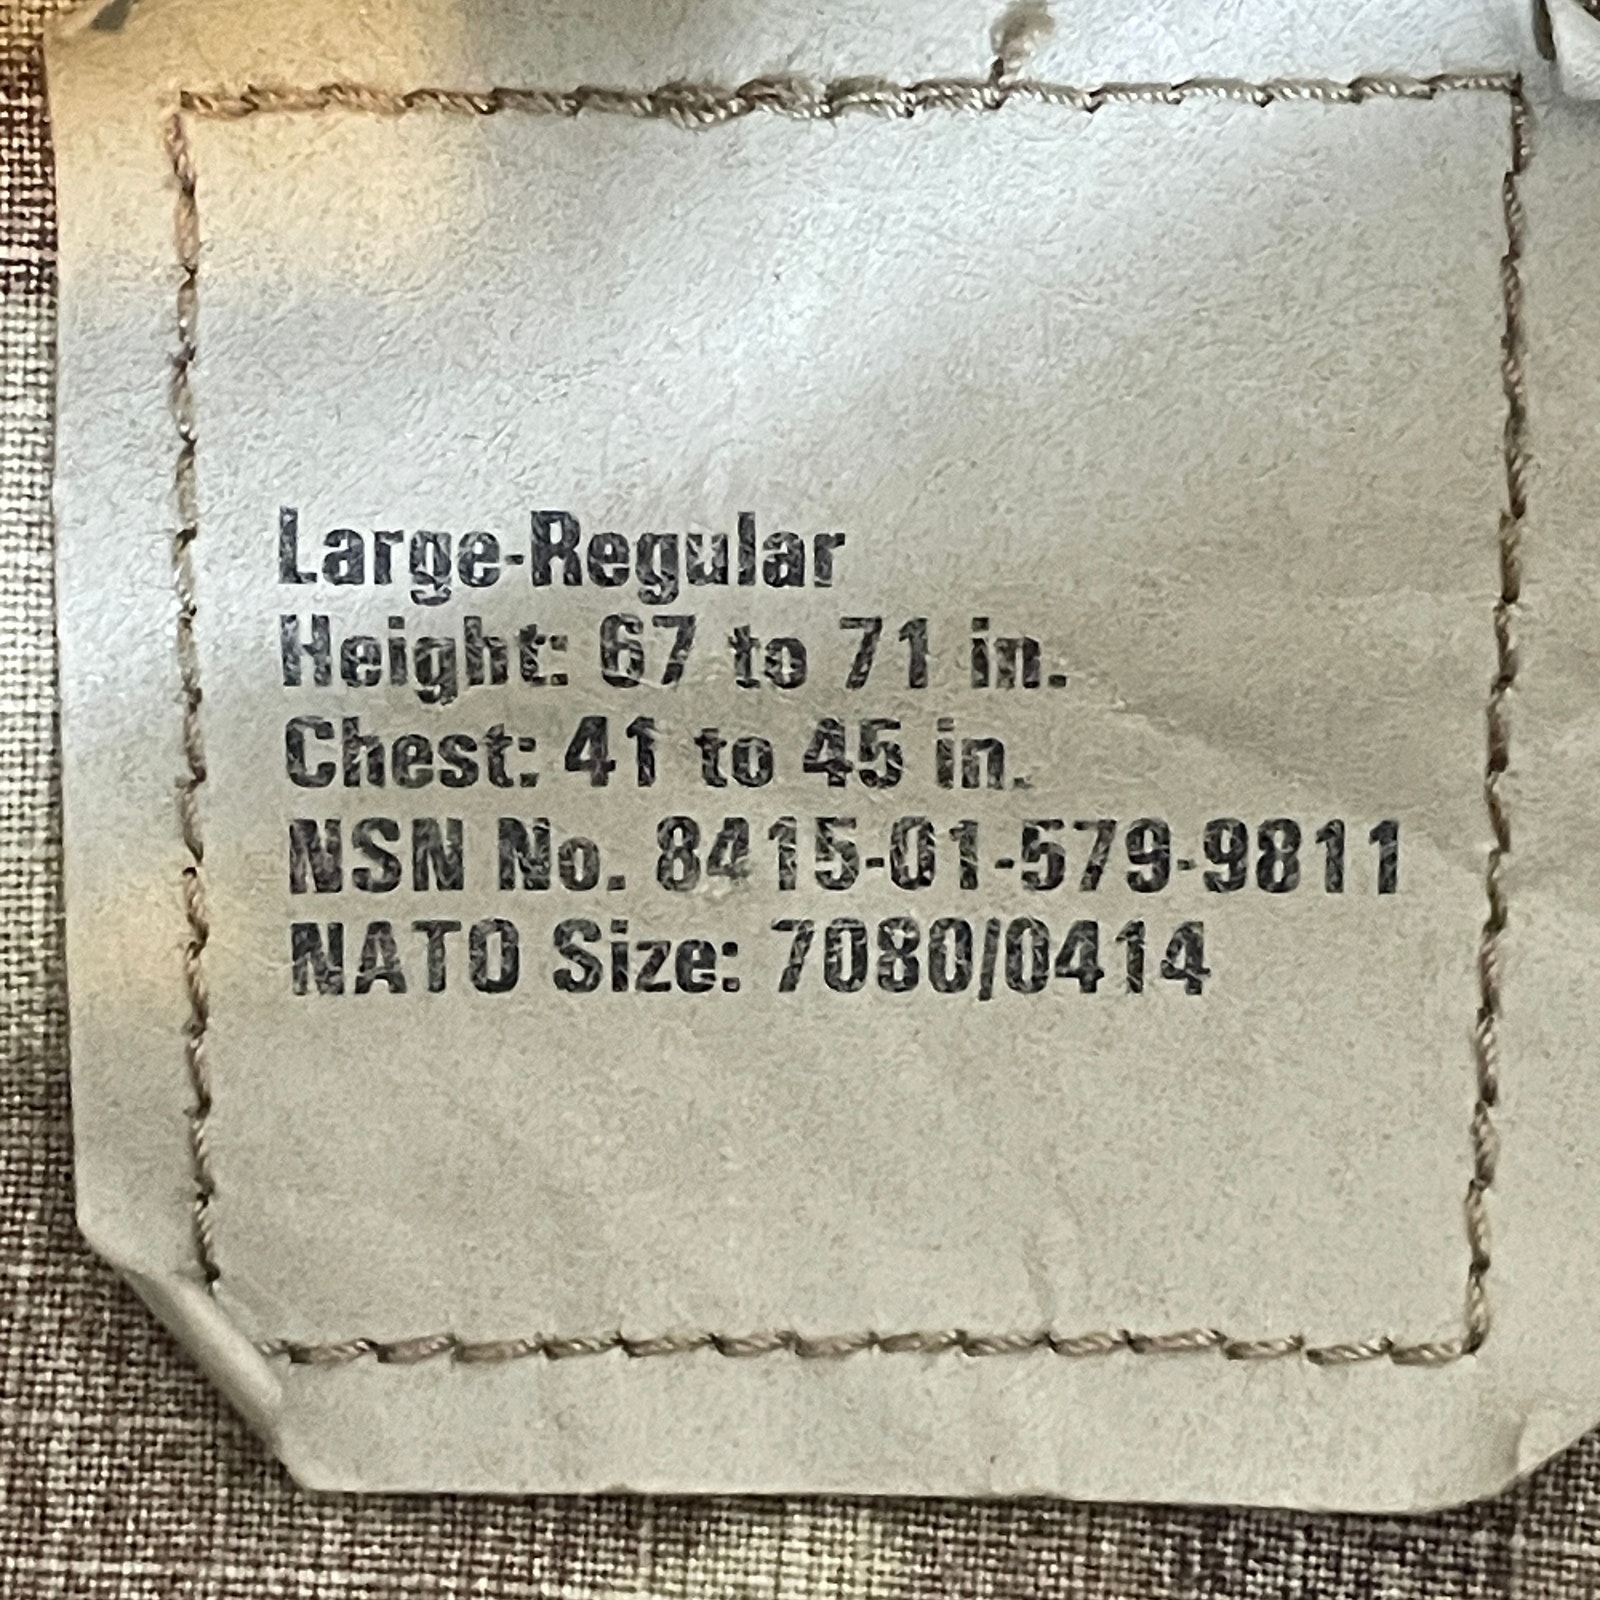 Large-Regular
Height: 67 to 71 in.
Chest: 41 to 45 in.
NSN No. 8415-01-579-9811
NATO Size: 7080/0414